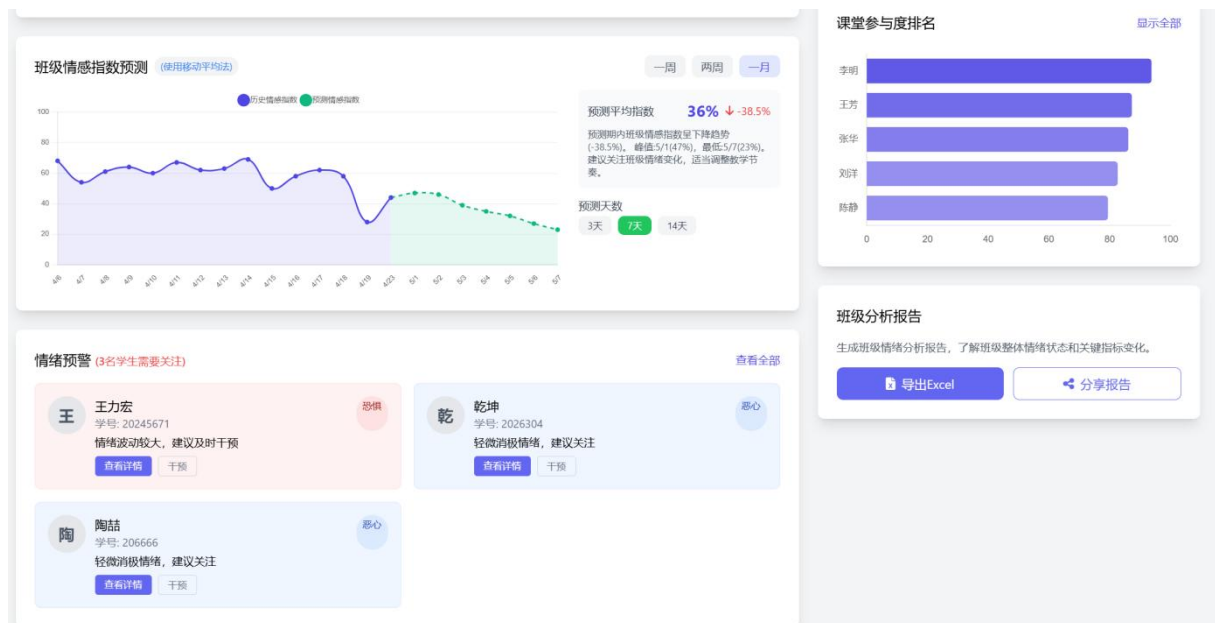 班级情感指数预测 (使用移动平均法)
一周 两周 一月
历史情感指数 预测情感指数
100
80
60
40
20
0
4/6 4/7 4/8 4/9 4/10 4/11 4/12 4/13 4/14 4/15 4/16 4/17 4/18 4/19 4/23 5/1 5/2 5/3 5/4 5/5 5/6 5/7
预测平均指数 36% -38.5%
预测期内班级情感指数呈下降趋势
(-38.5%)。 峰值:5/1(47%)，最低:5/7(23%)。
建议关注班级情绪变化，适当调整教学节
奏。
预测天数
3天 7天 14天
情绪预警 (3名学生需要关注)
查看全部
王
王力宏
恐惧
学号: 20245671
情绪波动较大，建议及时干预
查看详情 干预
乾
乾坤
恶心
学号: 2026304
轻微消极情绪，建议关注
查看详情 干预
陶
陶喆
恶心
学号: 206666
轻微消极情绪，建议关注
查看详情 干预
课堂参与度排名
显示全部
李明
王芳
张华
刘洋
陈静
0 20 40 60 80 100
班级分析报告
生成班级情绪分析报告，了解班级整体情绪状态和关键指标变化。
导出Excel 分享报告